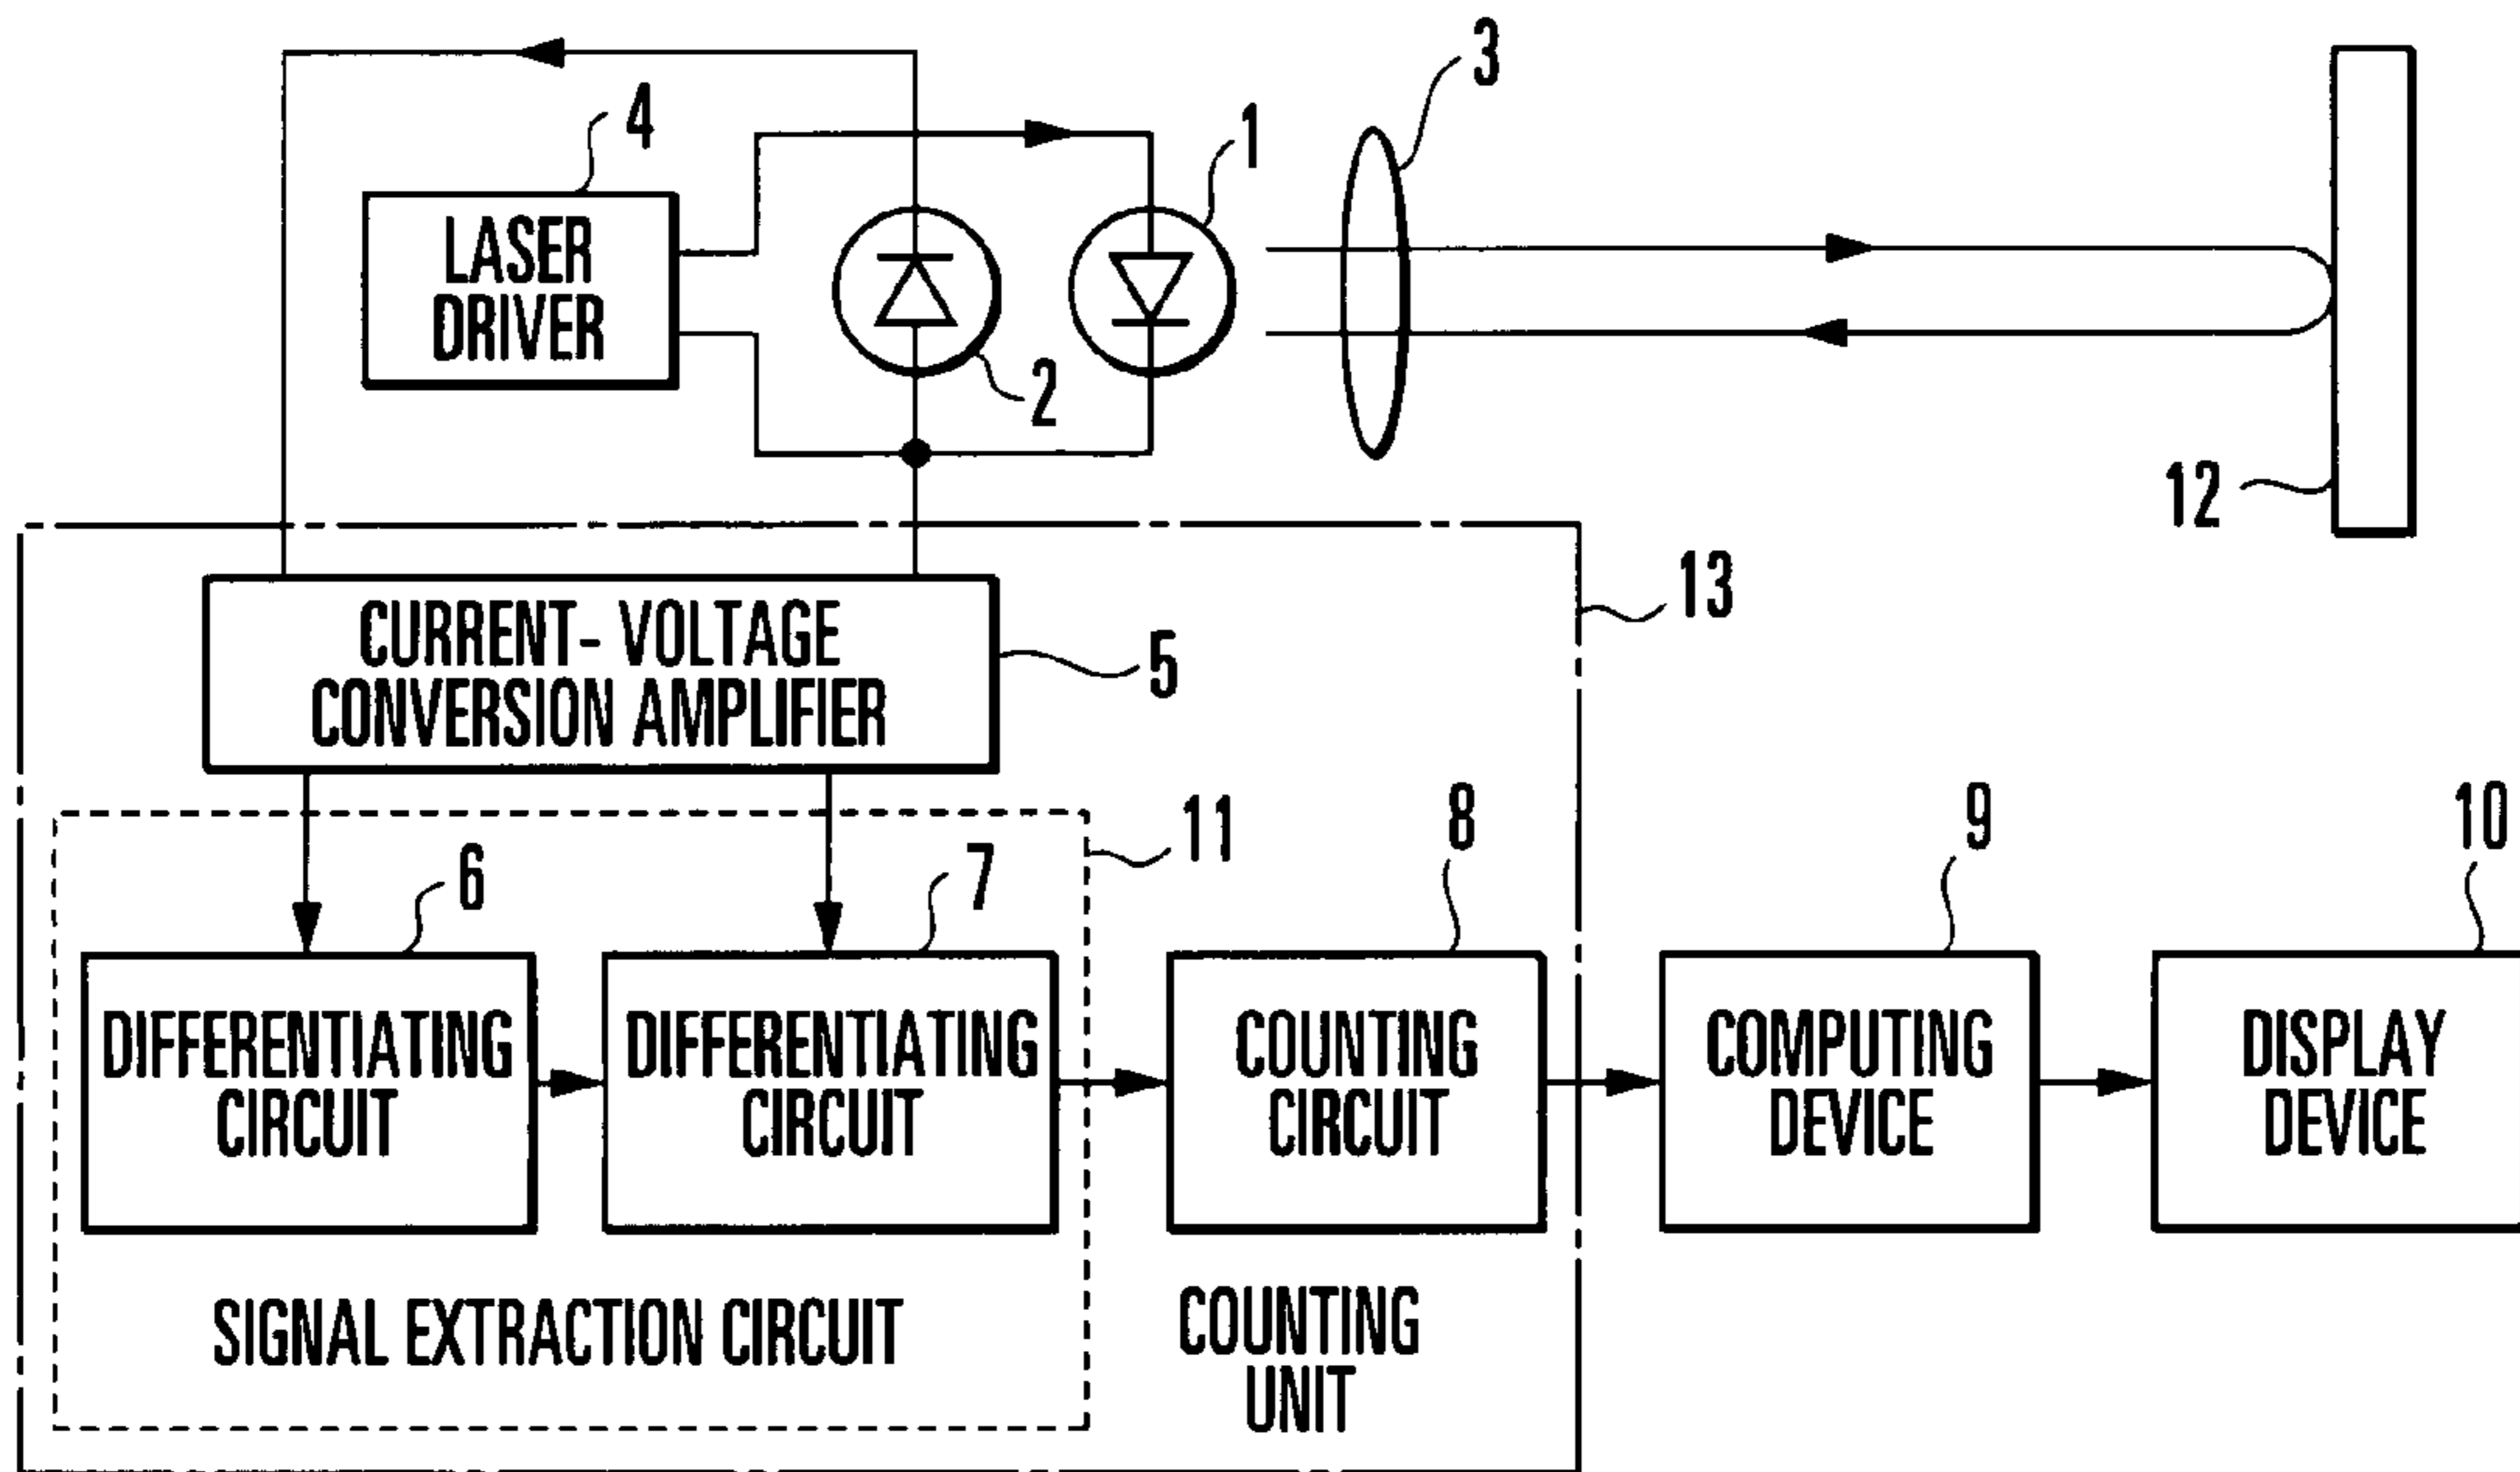 3
4
1
LASER
DRIVER
2
12
13
CURRENT- VOLTAGE
CONVERSION AMPLIFIER
5
11
8
9
10
6
7
DIFFERENTIATING
CIRCUIT
DIFFERENTIATING
CIRCUIT
COUNTING
CIRCUIT
COMPUTING
DEVICE
DISPLAY
DEVICE
SIGNAL EXTRACTION CIRCUIT
COUNTING
UNIT